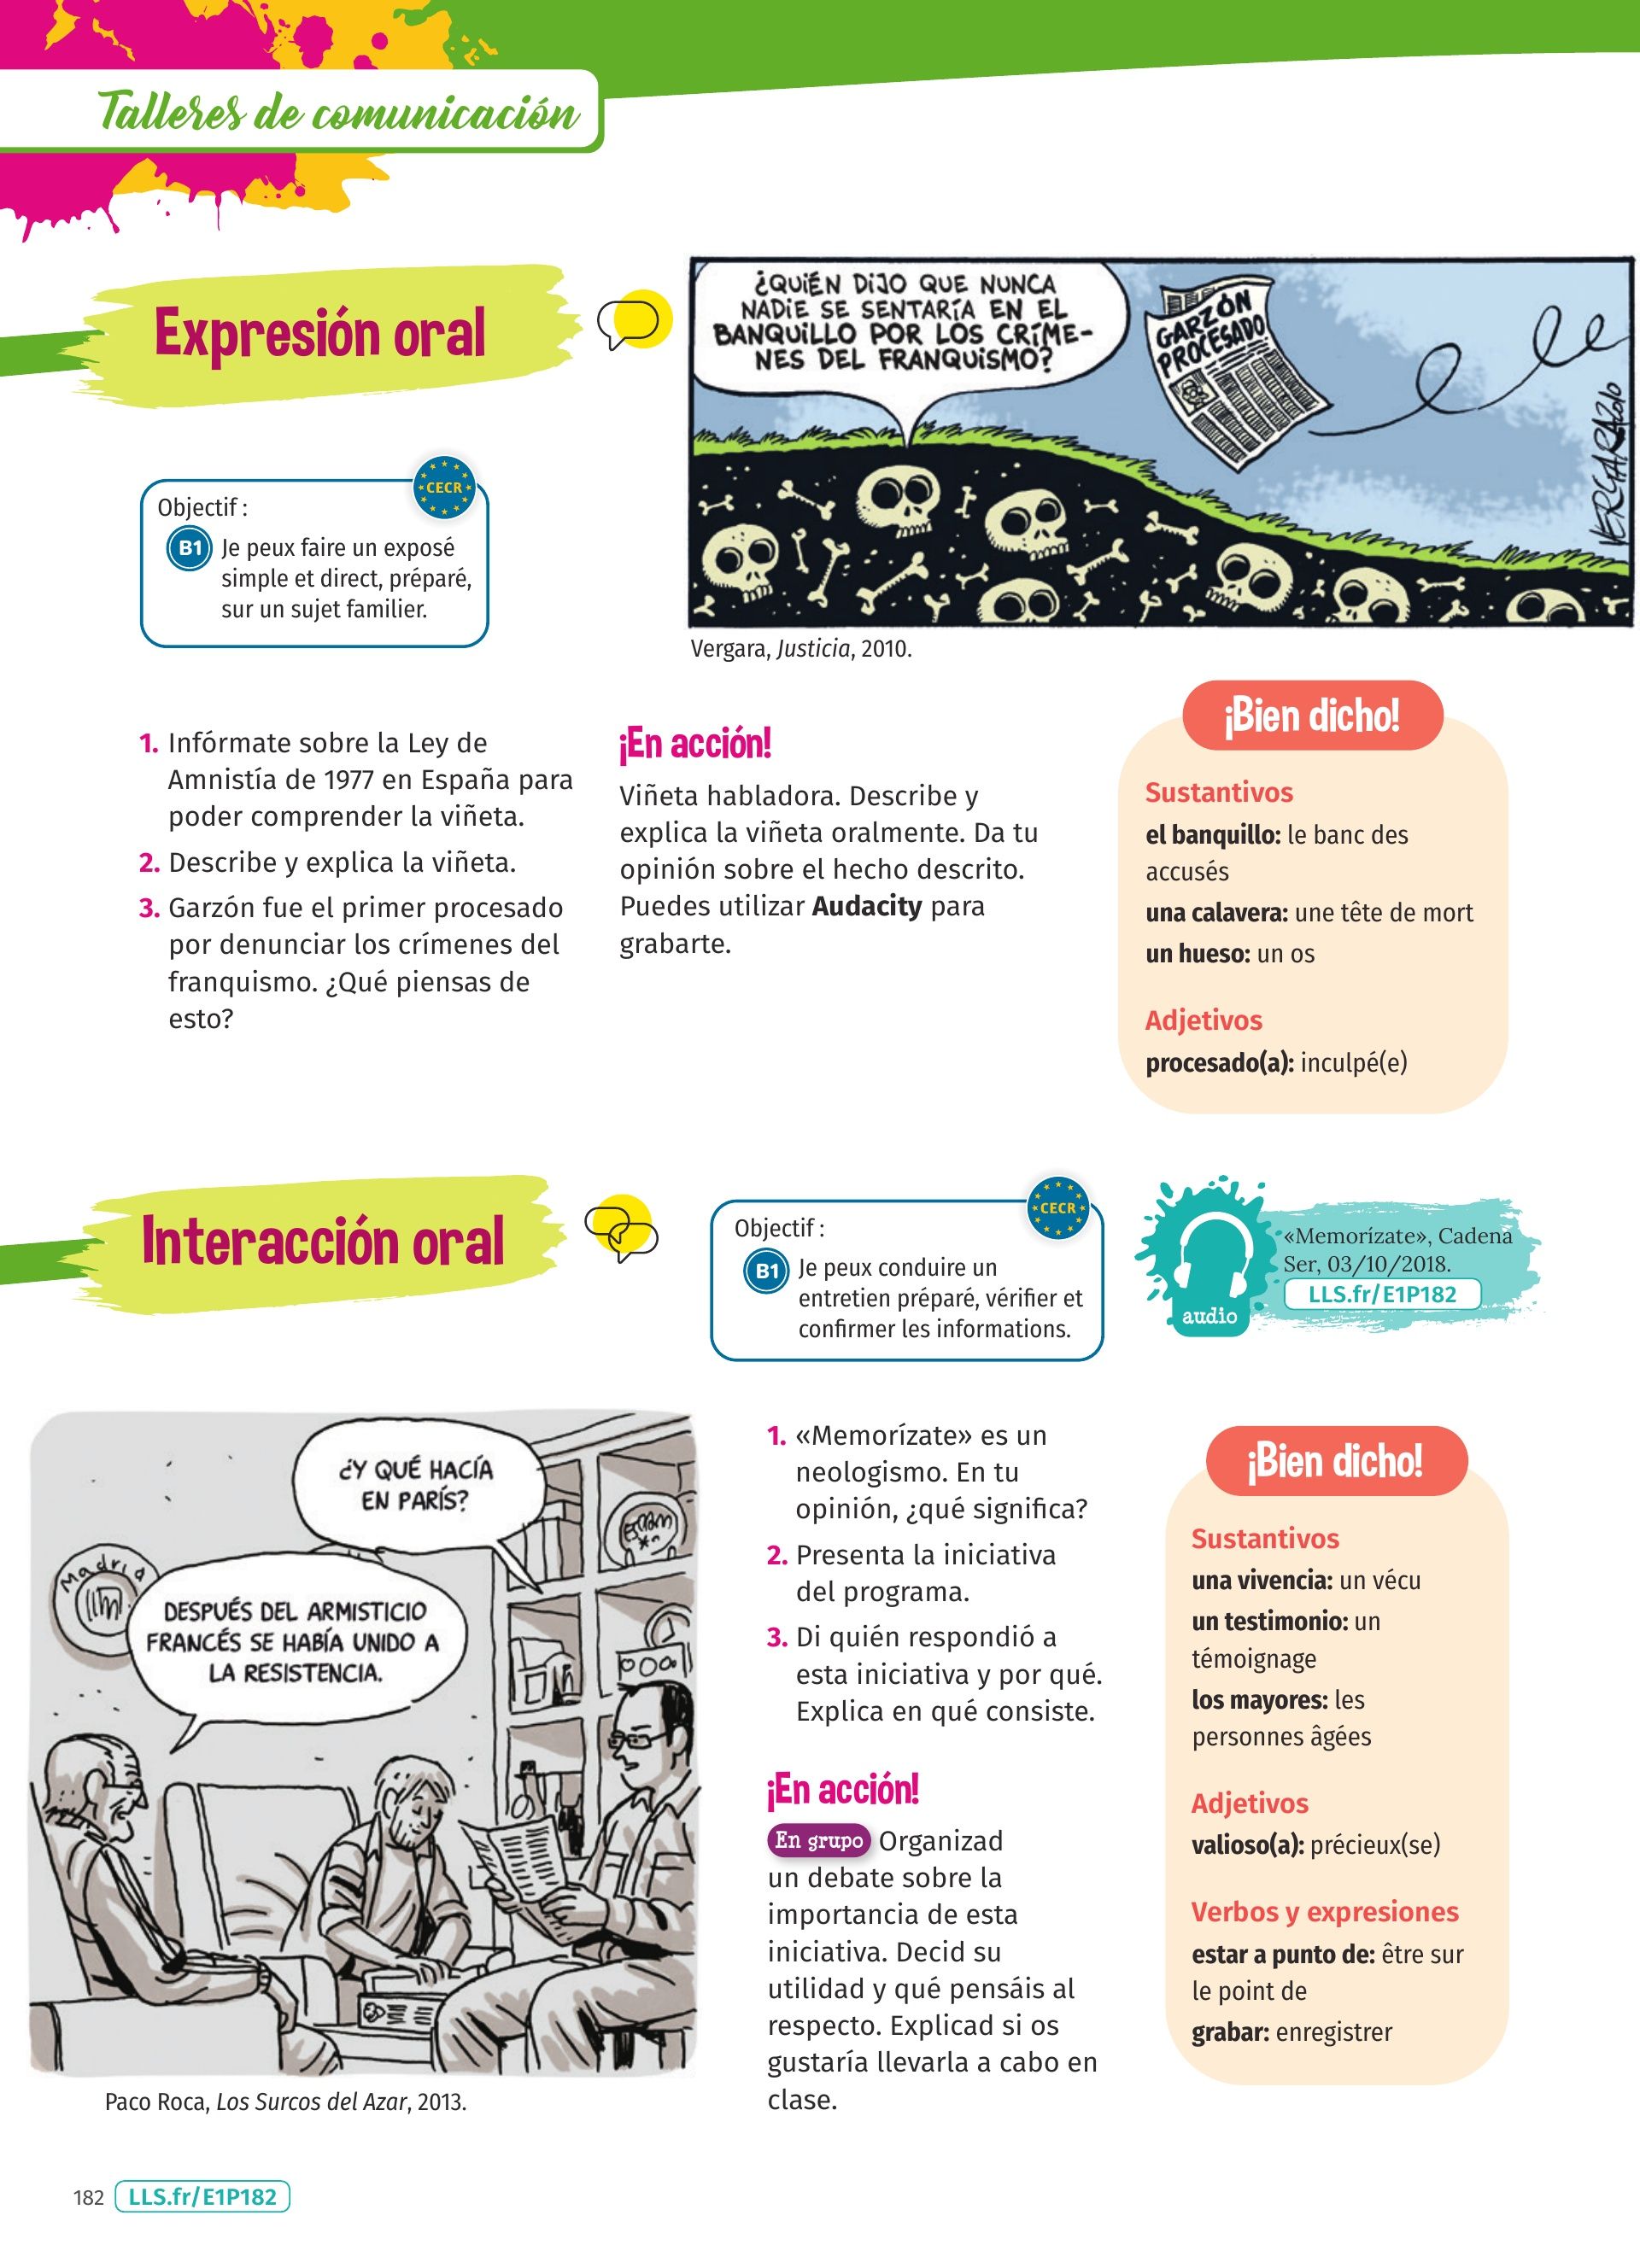 Talleres de comunicación
Expresión oral
¿QUIÉN DIJO QUE NUNCA
NADIE SE SENTARÍA EN EL
BANQUILLO POR LOS CRÍME-
NES DEL FRANQUISMO?
GARZÓN
PROCESADO
VERGARA2010
Vergara, Justicia, 2010.
CECR
Objectif :
B1 Je peux faire un exposé
simple et direct, préparé,
sur un sujet familier.
1. Infórmate sobre la Ley de
Amnistía de 1977 en España para
poder comprender la viñeta.
2. Describe y explica la viñeta.
3. Garzón fue el primer procesado
por denunciar los crímenes del
franquismo. ¿Qué piensas de
esto?
¡En acción!
Viñeta habladora. Describe y
explica la viñeta oralmente. Da tu
opinión sobre el hecho descrito.
Puedes utilizar Audacity para
grabarte.
¡Bien dicho!
Sustantivos
el banquillo: le banc des
accusés
una calavera: une tête de mort
un hueso: un os
Adjetivos
procesado(a): inculpé(e)
Interacción oral
CECR
Objectif :
B1 Je peux conduire un
entretien préparé, vérifier et
confirmer les informations.
audio
«Memorízate», Cadena
Ser, 03/10/2018.
LLS.fr/E1P182
¿Y QUÉ HACÍA
EN PARÍS?
Madrid
DESPUÉS DEL ARMISTICIO
FRANCÉS SE HABÍA UNIDO A
LA RESISTENCIA.
Paco Roca, Los Surcos del Azar, 2013.
1. «Memorízate» es un
neologismo. En tu
opinión, ¿qué significa?
2. Presenta la iniciativa
del programa.
3. Di quién respondió a
esta iniciativa y por qué.
Explica en qué consiste.
¡En acción!
En grupo Organizad
un debate sobre la
importancia de esta
iniciativa. Decid su
utilidad y qué pensáis al
respecto. Explicad si os
gustaría llevarla a cabo en
clase.
¡Bien dicho!
Sustantivos
una vivencia: un vécu
un testimonio: un
témoignage
los mayores: les
personnes âgées
Adjetivos
valioso(a): précieux(se)
Verbos y expresiones
estar a punto de: être sur
le point de
grabar: enregistrer
182 LLS.fr/E1P182